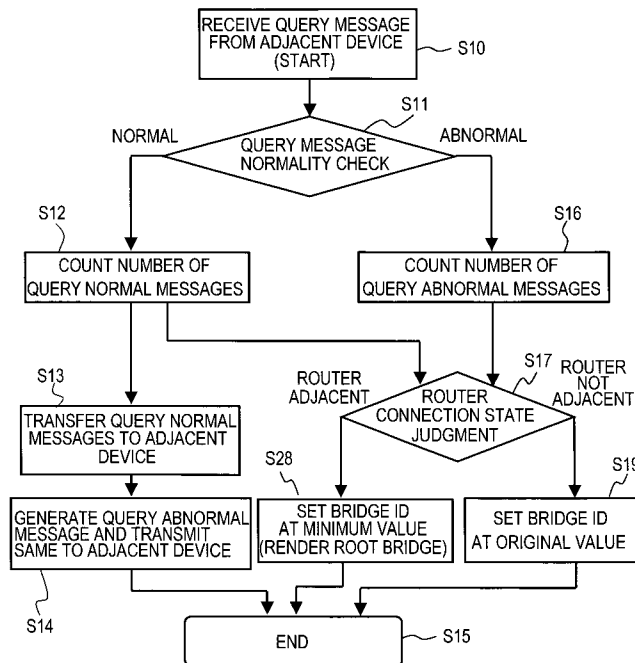 RECEIVE QUERY MESSAGE
FROM ADJACENT DEVICE
(START)
S10
S11
NORMAL
ABNORMAL
QUERY MESSAGE
NORMALITY CHECK
S12
S16
COUNT NUMBER OF
QUERY NORMAL MESSAGES
COUNT NUMBER OF
QUERY ABNORMAL MESSAGES
S13
S17
ROUTER
ADJACENT
ROUTER
NOT
ADJACENT
ROUTER
CONNECTION STATE
JUDGMENT
TRANSFER QUERY NORMAL
MESSAGES TO ADJACENT
DEVICE
S28
S19
GENERATE QUERY ABNORMAL
MESSAGE AND TRANSMIT
SAME TO ADJACENT DEVICE
SET BRIDGE ID
AT MINIMUM VALUE
(RENDER ROOT BRIDGE)
SET BRIDGE ID
AT ORIGINAL VALUE
S14
END
S15